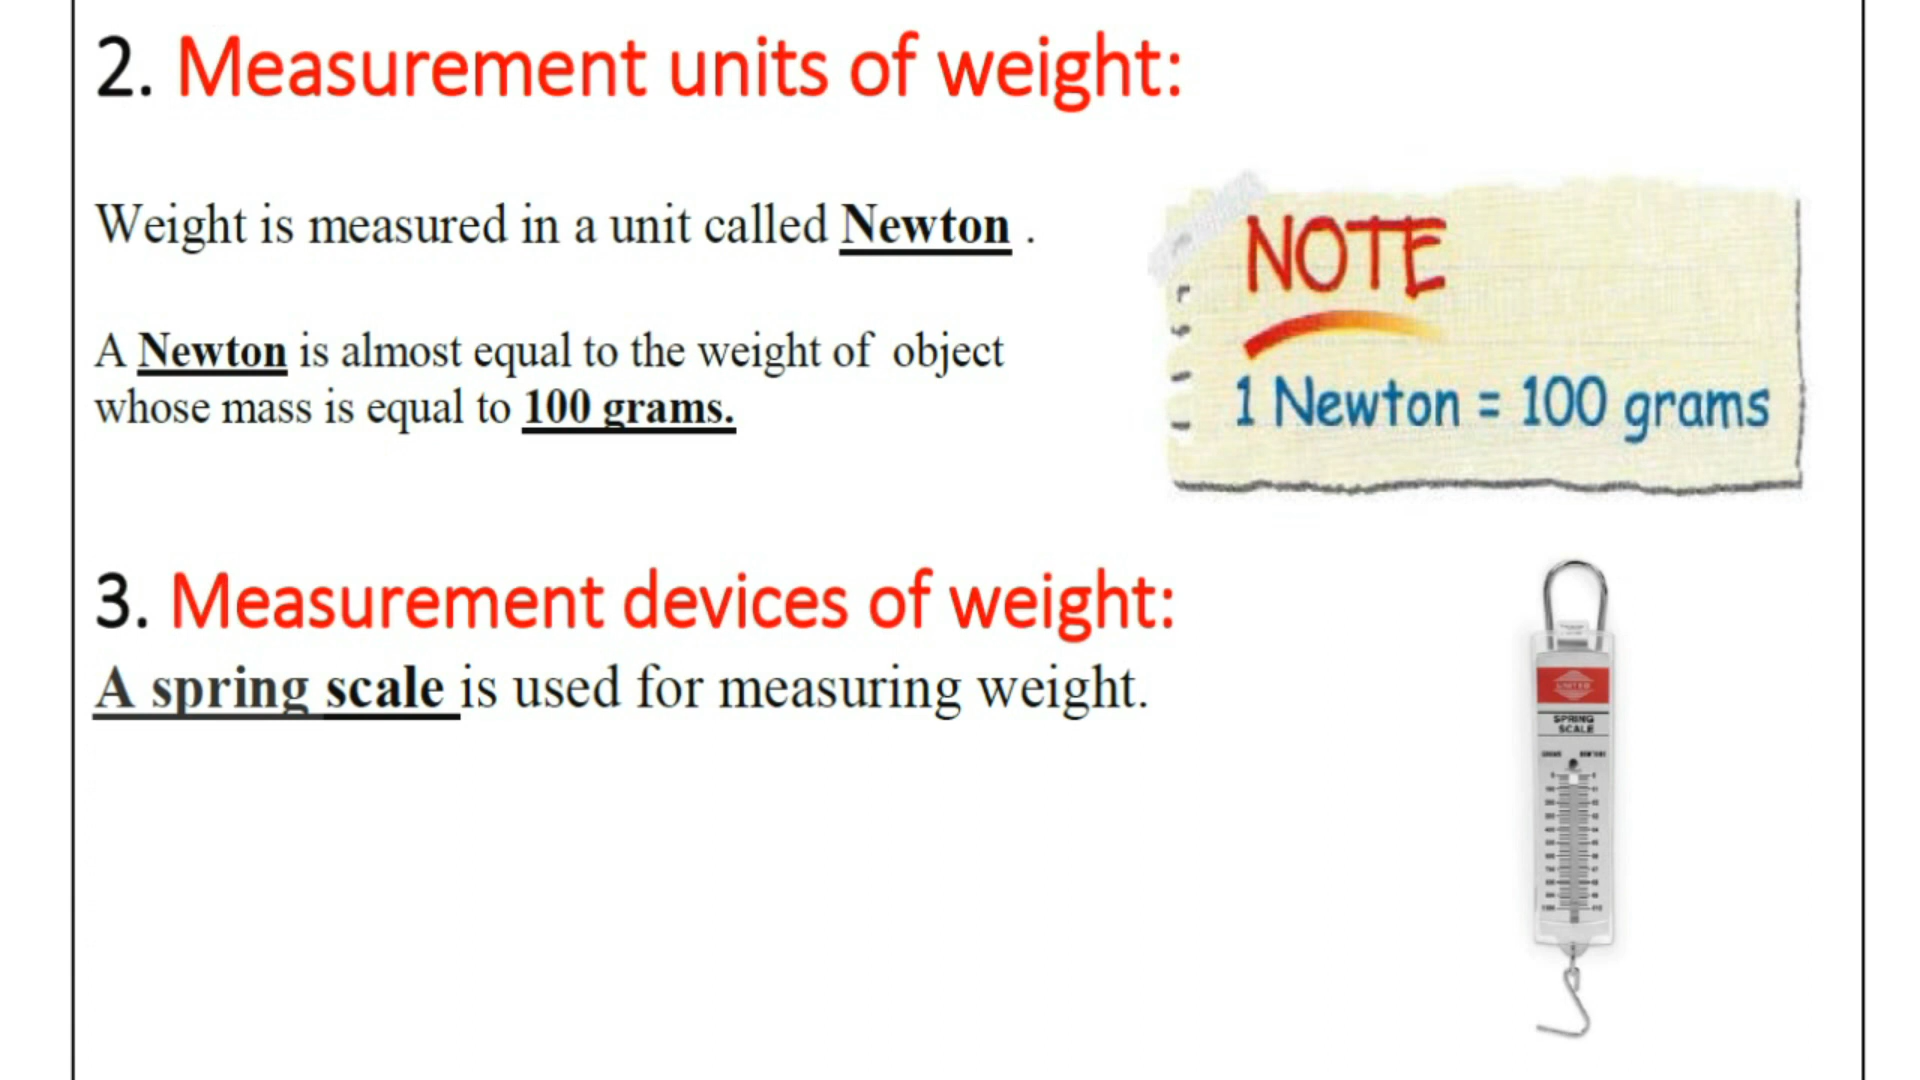 2. Measurement units of weight:
Weight is measured in a unit called Newton .
A Newton is almost equal to the weight of object
whose mass is equal to 100 grams.
NOTE
1 Newton = 100 grams
3. Measurement devices of weight:
A spring scale is used for measuring weight.
UNITED
SPRING
SCALE